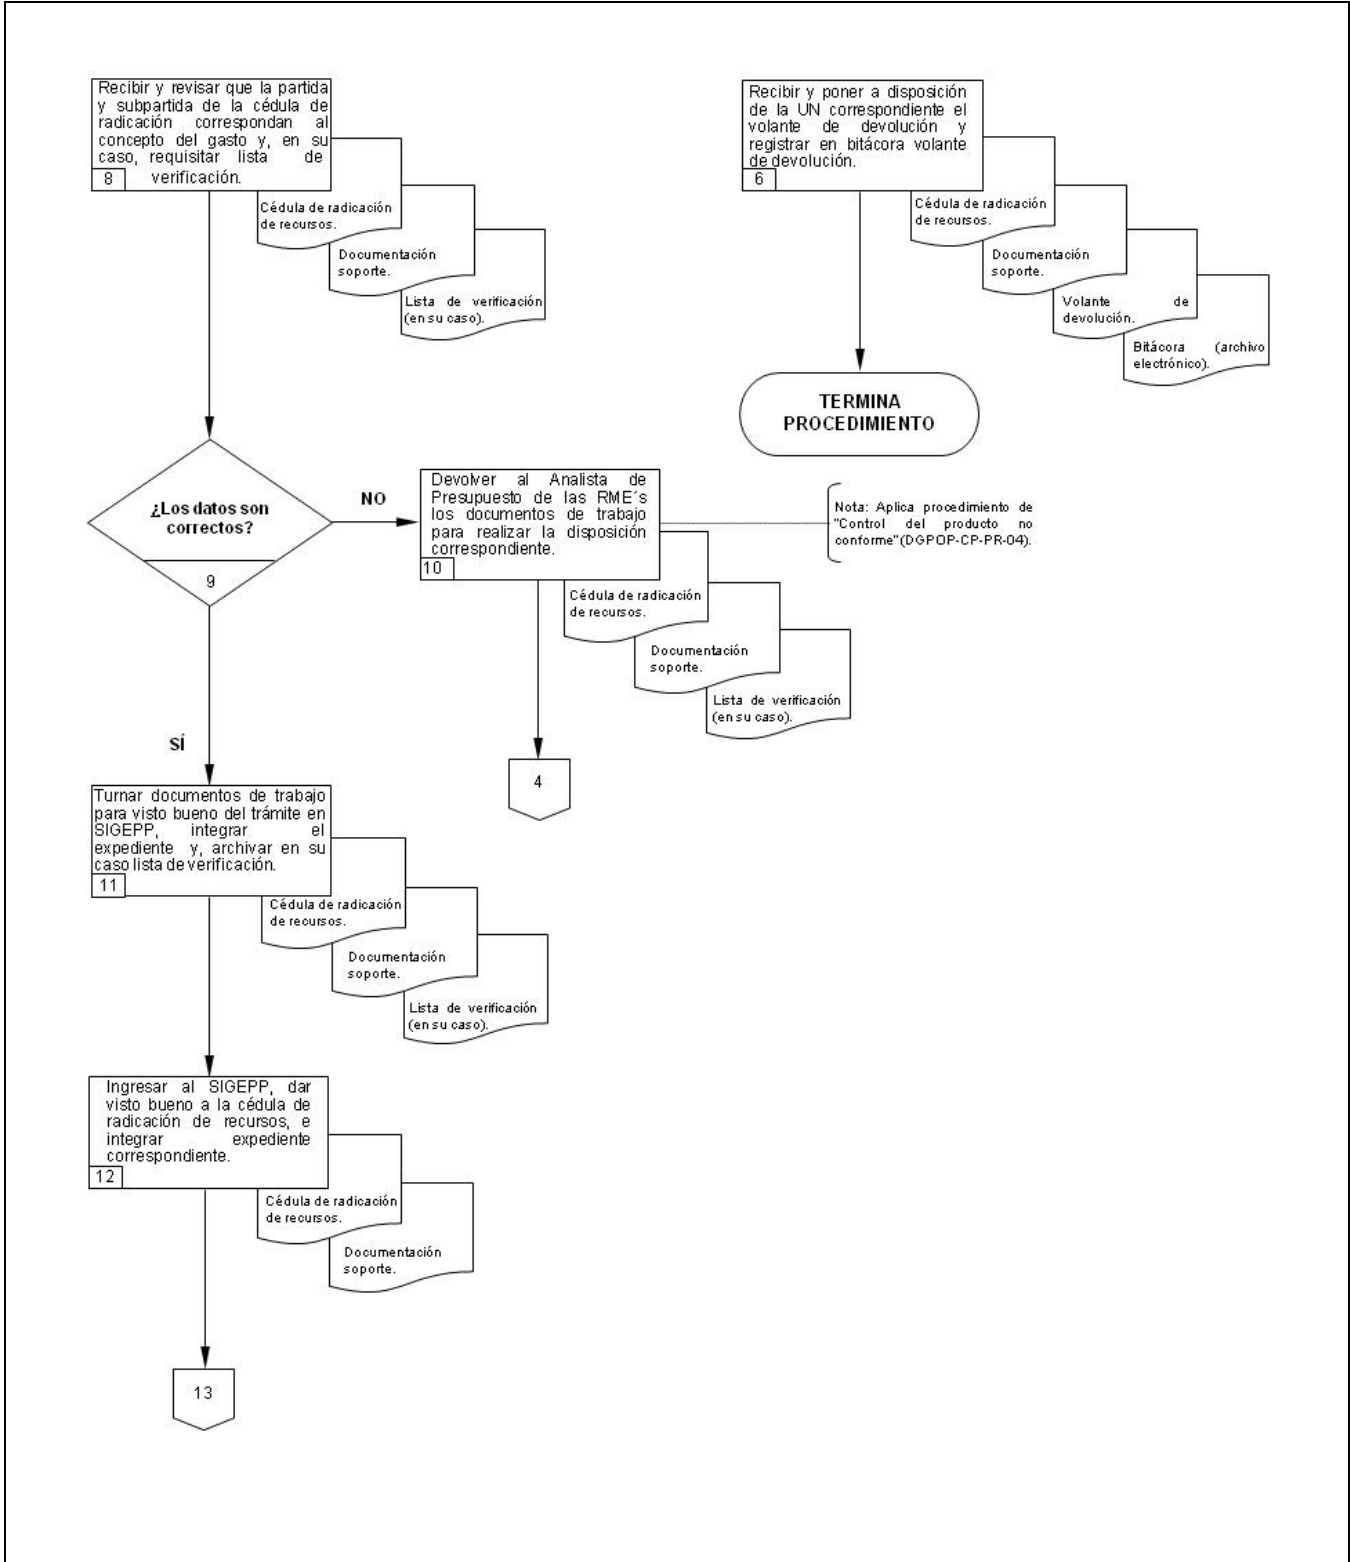 Recibir y revisar que la partida
y subpartida de la cédula de
radicación correspondan al
concepto del gasto y, en su
caso, requisitar lista de
verificación.
8
Cédula de radicación
de recursos.
Documentación
soporte.
Lista de verificación
(en su caso).
Recibir y poner a disposición
de la UN correspondiente el
volante de devolución y
registrar en bitácora volante
de devolución.
6
Cédula de radicación
de recursos.
Documentación
soporte.
Volante de
devolución.
Bitácora (archivo
electrónico).
TERMINA
PROCEDIMIENTO
¿Los datos son
correctos?
9
NO
Devolver al Analista de
Presupuesto de las RME´s
los documentos de trabajo
para realizar la disposición
correspondiente.
10
Nota: Aplica procedimiento de
"Control del producto no
conforme"(DGPOP-CP-PR-04).
Cédula de radicación
de recursos.
Documentación
soporte.
Lista de verificación
(en su caso).
4
SÍ
Turnar documentos de trabajo
para visto bueno del trámite en
SIGEPP, integrar el
expediente y, archivar en su
caso lista de verificación.
11
Cédula de radicación
de recursos.
Documentación
soporte.
Lista de verificación
(en su caso).
Ingresar al SIGEPP, dar
visto bueno a la cédula de
radicación de recursos, e
integrar expediente
correspondiente.
12
Cédula de radicación
de recursos.
Documentación
soporte.
13